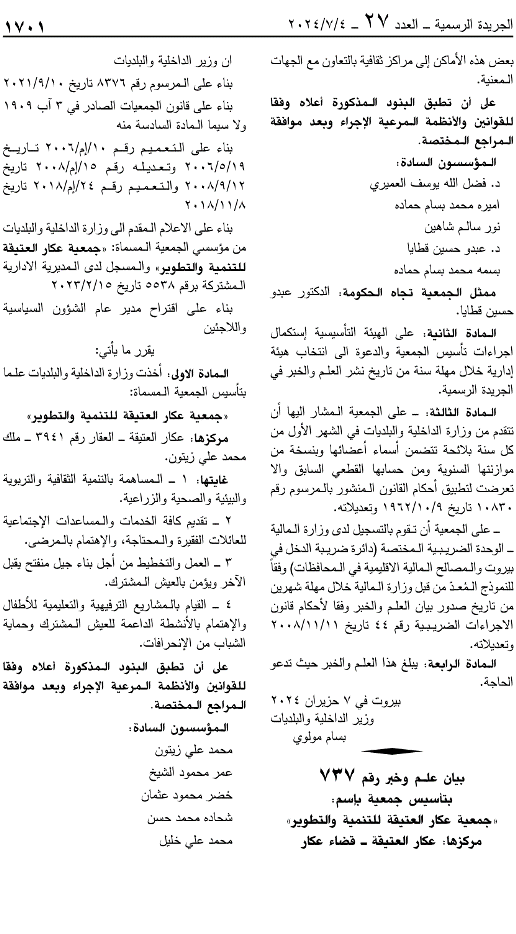 الجريدة الرسمية ــ العدد ٢٧ ــ ٢٠٢٤/٧/٤
١٧٠١
بعض هذه الأماكن إلى مراكز ثقافية بالتعاون مع الجهات
المعنية.
على أن تطبق البنود المذكورة أعلاه وفقا
للقوانين والأنظمة المرعية الإجراء وبعد موافقة
المراجع المختصة.
المؤسسون السادة:
د. فضل الله يوسف العميري
اميره محمد بسام حماده
نور سالم شاهين
د. عبدو حسين قطايا
بسمه محمد بسام حماده
ممثل الجمعية تجاه الحكومة: الدكتور عبدو
حسين قطايا.
المادة الثانية: على الهيئة التأسيسية إستكمال
اجراءات تأسيس الجمعية والدعوة الى انتخاب هيئة
إدارية خلال مهلة سنة من تاريخ نشر العلم والخبر في
الجريدة الرسمية.
المادة الثالثة: ــ على الجمعية المشار اليها أن
تتقدم من وزارة الداخلية والبلديات في الشهر الأول من
كل سنة بلائحة تتضمن أسماء أعضائها وبنسخة من
موازنتها السنوية ومن حسابها القطعي السابق والا
تعرضت لتطبيق أحكام القانون المنشور بالمرسوم رقم
١٠٨٣٠ تاريخ ١٩٦٢/١٠/٩ وتعديلاته.
ــ على الجمعية أن تقوم بالتسجيل لدى وزارة المالية
ــ الوحدة الضريبية المختصة (دائرة ضريبة الدخل في
بيروت والمصالح المالية الاقليمية في المحافظات) وفقاً
للنموذج المُعدّ من قبل وزارة المالية خلال مهلة شهرين
من تاريخ صدور بيان العلم والخبر وفقا لأحكام قانون
الاجراءات الضريبية رقم ٤٤ تاريخ ٢٠٠٨/١١/١١
وتعديلاته.
المادة الرابعة: يبلغ هذا العلم والخبر حيث تدعو
الحاجة.
بيروت في ٧ حزيران ٢٠٢٤
وزير الداخلية والبلديات
بسام مولوي
بيان علم وخبر رقم ٧٣٧
بتأسيس جمعية بإسم:
«جمعية عكار العتيقة للتنمية والتطوير»
مركزها: عكار العتيقة ــ قضاء عكار
ان وزير الداخلية والبلديات
بناء على المرسوم رقم ٨٣٧٦ تاريخ ٢٠٢١/٩/١٠
بناء على قانون الجمعيات الصادر في ٣ آب ١٩٠٩
ولا سيما المادة السادسة منه
بناء على التعميم رقم ١٠/إم/٢٠٠٦ تاريخ
٢٠٠٦/٥/١٩ وتعديله رقم ١٥/إم/٢٠٠٨ تاريخ
٢٠٠٨/٩/١٢ والتعميم رقم ٢٤/إم/٢٠١٨ تاريخ
٢٠١٨/١١/٨
بناء على الاعلام المقدم الى وزارة الداخلية والبلديات
من مؤسسي الجمعية المسماة: «جمعية عكار العتيقة
للتنمية والتطوير» والمسجل لدى المديرية الادارية
المشتركة برقم ٥٥٣٨ تاريخ ٢٠٢٣/٢/١٥
بناء على اقتراح مدير عام الشؤون السياسية
واللاجئين
يقرر ما يأتي:
المادة الاولى: أخذت وزارة الداخلية والبلديات علما
بتأسيس الجمعية المسماة:
«جمعية عكار العتيقة للتنمية والتطوير»
مركزها: عكار العتيقة ــ العقار رقم ٣٩٤١ ــ ملك
محمد علي زيتون.
غايتها: ١ ــ المساهمة بالتنمية الثقافية والتربوية
والبيئية والصحية والزراعية.
٢ ــ تقديم كافة الخدمات والمساعدات الإجتماعية
للعائلات الفقيرة والمحتاجة، والإهتمام بالمرضى.
٣ ــ العمل والتخطيط من أجل بناء جيل منفتح يقبل
الآخر ويؤمن بالعيش المشترك.
٤ ــ القيام بالمشاريع الترفيهية والتعليمية للأطفال
والإهتمام بالأنشطة الداعمة للعيش المشترك وحماية
الشباب من الإنحرافات.
على أن تطبق البنود المذكورة أعلاه وفقا
للقوانين والأنظمة المرعية الإجراء وبعد موافقة
المراجع المختصة.
المؤسسون السادة:
محمد علي زيتون
عمر محمود الشيخ
خضر محمود عثمان
شحاده محمد حسن
محمد علي خليل